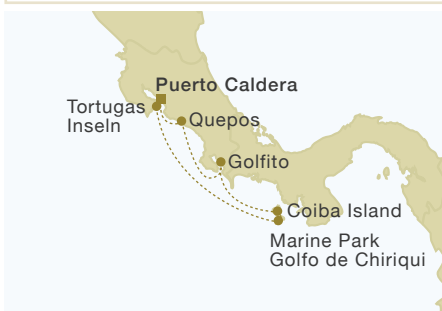 Puerto Caldera
Tortugas
Inseln
Quepos
Golfito
Coiba Island
Marine Park
Golfo de Chiriqui